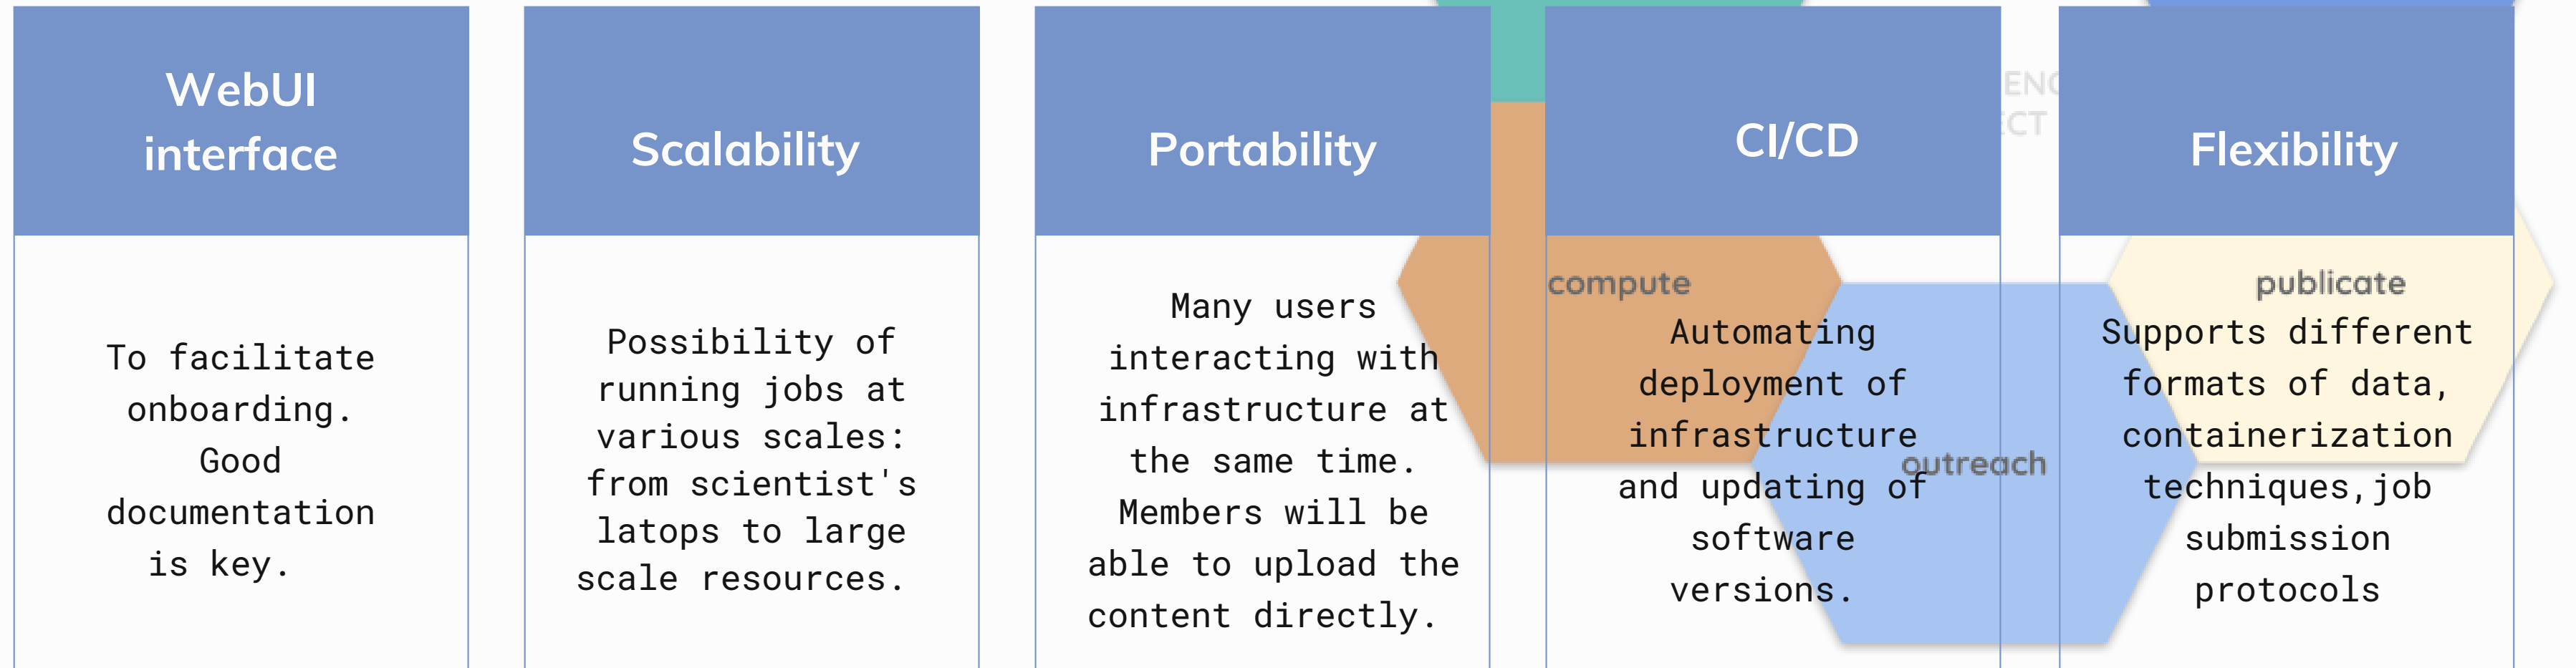 WebUI
interface
To facilitate
onboarding.
Good
documentation
is key.
Scalability
Possibility of
running jobs at
various scales:
from scientist's
latops to large
scale resources.
Portability
Many users
interacting with
infrastructure at
the same time.
Members will be
able to upload the
content directly.
CI/CD
compute
Automating
deployment of
infrastructure
and updating of
software
versions.
outreach
Flexibility
publicate
Supports different
formats of data,
containerization
techniques,job
submission
protocols